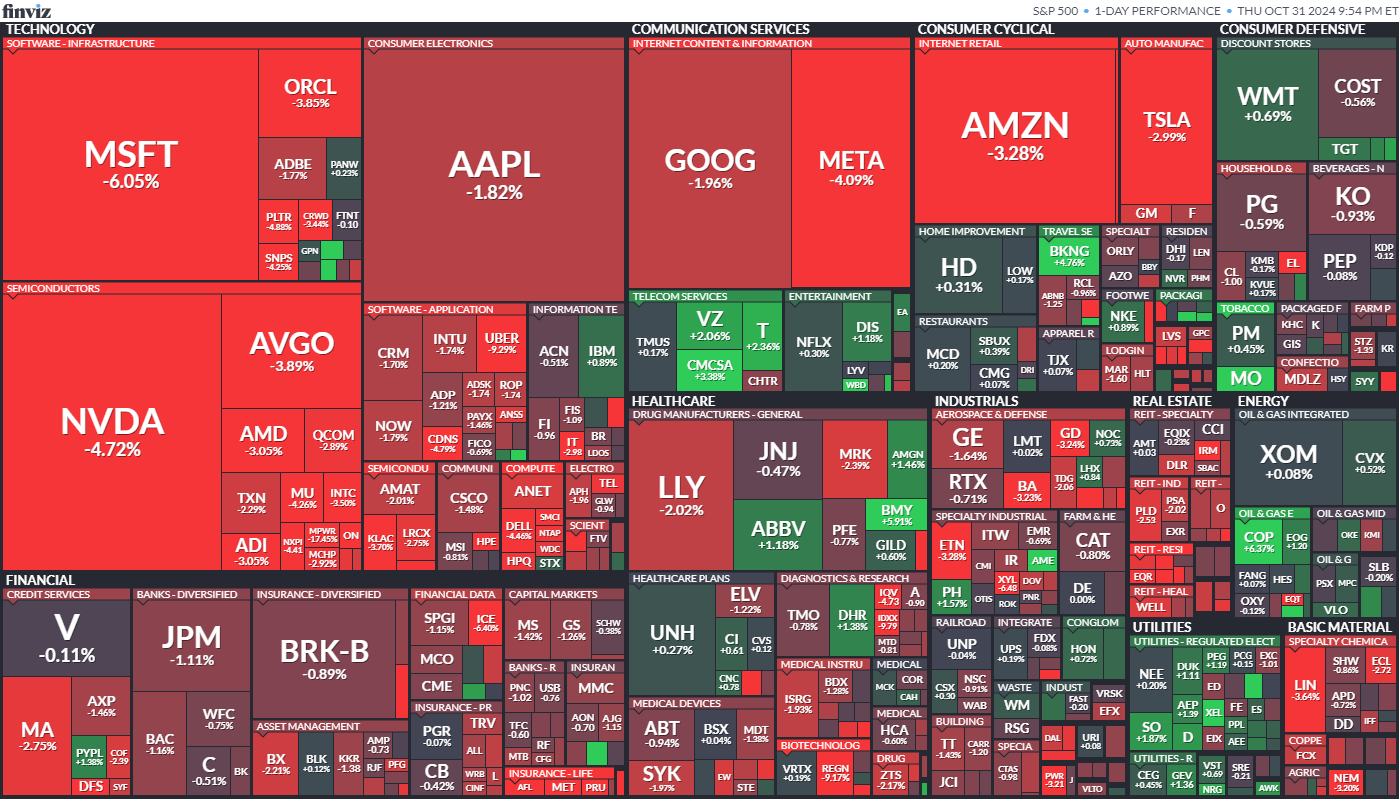 finviz
S&P 500 • 1-DAY PERFORMANCE • THU OCT 31 2024 9:54 PM ET
TECHNOLOGY
SOFTWARE - INFRASTRUCTURE
MSFT
-6.05%
ORCL
-3.85%
ADBE
-1.77%
PANW
+0.23%
PLTR
-4.88%
CRWD
-3.44%
FTNT
-0.10
SNPS
-4.25%
GPN
CONSUMER ELECTRONICS
AAPL
-1.82%
SEMICONDUCTORS
NVDA
-4.72%
AVGO
-3.89%
AMD
-3.05%
QCOM
-2.89%
TXN
-2.29%
MU
-4.26%
INTC
-3.50%
ADI
-3.05%
NXPI
-4.41
MPWR
-17.45%
ON
MCHP
-2.92%
SOFTWARE - APPLICATION
CRM
-1.70%
INTU
-1.74%
UBER
-9.29%
NOW
-1.79%
ADP
-1.21%
ADSK
-1.74
ROP
-1.74
CDNS
-4.79%
PAYX
-1.46%
ANSS
FICO
-0.69%
INFORMATION TE
ACN
-0.51%
IBM
+0.89%
FI
-0.96
FIS
-1.09
IT
-2.98
BR
LDOS
SEMICONDU
AMAT
-2.01%
KLAC
-3.70%
LRCX
-2.75%
COMMUNI
CSCO
-1.48%
MSI
-0.81%
HPE
COMPUTE
ANET
DELL
-4.46%
SMCI
NTAP
WDC
HPQ
STX
ELECTRO
APH
-1.96
TEL
GLW
-0.94
SCIENT
FTV
COMMUNICATION SERVICES
INTERNET CONTENT & INFORMATION
GOOG
-1.96%
META
-4.09%
TELECOM SERVICES
TMUS
+0.17%
VZ
+2.06%
T
+2.36%
CMCSA
+3.38%
CHTR
ENTERTAINMENT
NFLX
+0.30%
DIS
+1.18%
LYV
WBD
EA
CONSUMER CYCLICAL
INTERNET RETAIL
AMZN
-3.28%
AUTO MANUFAC
TSLA
-2.99%
GM
F
HOME IMPROVEMENT
HD
+0.31%
LOW
+0.17%
TRAVEL SE
BKNG
+4.76%
ABNB
-1.25
RCL
-0.96%
SPECIALT
ORLY
AZO
BBY
RESIDEN
DHI
-0.17
LEN
NVR
PHM
RESTAURANTS
MCD
+0.20%
SBUX
+0.39%
CMG
+0.07%
DRI
FOOTWE
NKE
+0.89%
PACKAGI
APPAREL R
TJX
+0.07%
LODGIN
MAR
-1.60
HLT
LVS
GPC
CONSUMER DEFENSIVE
DISCOUNT STORES
WMT
+0.69%
COST
-0.56%
TGT
HOUSEHOLD &
PG
-0.59%
CL
-1.00
KMB
-0.17%
EL
KVUE
+0.17%
BEVERAGES - N
KO
-0.93%
PEP
-0.08%
KDP
-0.12
TOBACCO
PM
+0.45%
MO
PACKAGED F
KHC
K
GIS
CONFECTIO
MDLZ
HSY
FARM P
STZ
KR
SYY
HEALTHCARE
DRUG MANUFACTURERS - GENERAL
LLY
-2.02%
JNJ
-0.47%
MRK
-2.39%
AMGN
+1.46%
ABBV
+1.18%
PFE
-0.77%
BMY
+5.91%
GILD
+0.60%
HEALTHCARE PLANS
UNH
+0.27%
ELV
-1.22%
CI
+0.61
CVS
+0.12
CNC
+0.78
DIAGNOSTICS & RESEARCH
TMO
-0.78%
DHR
+1.38%
IQV
-4.73
A
-0.90
IDXX
-9.79
MTD
-0.81
MEDICAL INSTRU
ISRG
-1.93%
BDX
-1.28%
MEDICAL
MCK
COR
CAH
MEDICAL DEVICES
ABT
-0.94%
BSX
+0.04%
MDT
-1.38%
SYK
-1.97%
EW
STE
BIOTECHNOLOG
VRTX
+0.19%
REGN
-9.17%
MEDICAL
HCA
-0.60%
DRUG
ZTS
-2.17%
INDUSTRIALS
AEROSPACE & DEFENSE
GE
-1.64%
RTX
-0.71%
LMT
+0.02%
BA
-3.23%
GD
-3.24%
NOC
+0.73%
TDG
-2.06
LHX
+0.84
SPECIALTY INDUSTRIAL
ETN
-3.28%
ITW
EMR
-0.69%
PH
+1.57%
CMI
IR
AME
OTIS
XYL
-6.48
DOV
ROK
PNR
FARM & HE
CAT
-0.80%
DE
0.00%
RAILROAD
UNP
-0.04%
CSX
+0.30
NSC
-0.91%
WAB
INTEGRATE
UPS
+0.19%
FDX
-0.08%
CONGLOM
HON
+0.72%
WASTE
WM
RSG
INDUST
FAST
-0.20
VRSK
EFX
BUILDING
TT
-1.43%
CARR
-1.20
JCI
SPECIA
CTAS
-0.98
DAL
URI
+0.08
PWR
-3.21
J
VLTO
REAL ESTATE
REIT - SPECIALTY
AMT
+0.03
EQIX
-0.23%
CCI
IRM
DLR
SBAC
REIT - IND
PLD
-2.53
PSA
-2.02
EXR
REIT -
O
REIT - RESI
EQR
REIT - HEAL
WELL
ENERGY
OIL & GAS INTEGRATED
XOM
+0.08%
CVX
+0.52%
OIL & GAS E
COP
+6.37%
EOG
+1.20
FANG
+0.07%
HES
OXY
-0.12%
EQT
OIL & GAS MID
OKE
KMI
OIL & G
PSX
MPC
VLO
SLB
-0.20%
UTILITIES
UTILITIES - REGULATED ELECT
NEE
+0.20%
DUK
+1.11
PEG
+1.19
PCG
+0.15
EXC
-1.01
SO
+1.87%
AEP
+1.39
ED
XEL
FE
ES
D
PPL
EIX
AEE
UTILITIES - R
CEG
+0.45%
GEV
+1.36
VST
+0.69
SRE
-0.21
NRG
AWK
BASIC MATERIAL
SPECIALTY CHEMICA
LIN
-3.64%
SHW
-0.86%
ECL
-2.72
APD
-0.72%
DD
IFF
COPPE
FCX
AGRIC
NEM
-3.20%
FINANCIAL
CREDIT SERVICES
V
-0.11%
MA
-2.75%
AXP
-1.46%
PYPL
+1.38%
COF
-2.39
DFS
SYF
BANKS - DIVERSIFIED
JPM
-1.11%
BAC
-1.16%
WFC
-0.75%
C
-0.51%
BK
INSURANCE - DIVERSIFIED
BRK-B
-0.89%
ASSET MANAGEMENT
BX
-2.21%
BLK
+0.12%
KKR
-1.38
AMP
-0.73
RJF
PFG
FINANCIAL DATA
SPGI
-1.15%
ICE
-6.40%
MCO
CME
CAPITAL MARKETS
MS
-1.42%
GS
-1.26%
SCHW
-0.38%
BANKS - R
PNC
-1.02
USB
-0.76
TFC
-0.60
RF
MTB
CFG
INSURAN
MMC
AON
-0.70
AJG
-1.15
INSURANCE - PR
PGR
-0.07%
TRV
ALL
CB
-0.42%
WRB
L
CINF
INSURANCE - LIFE
AFL
MET
PRU